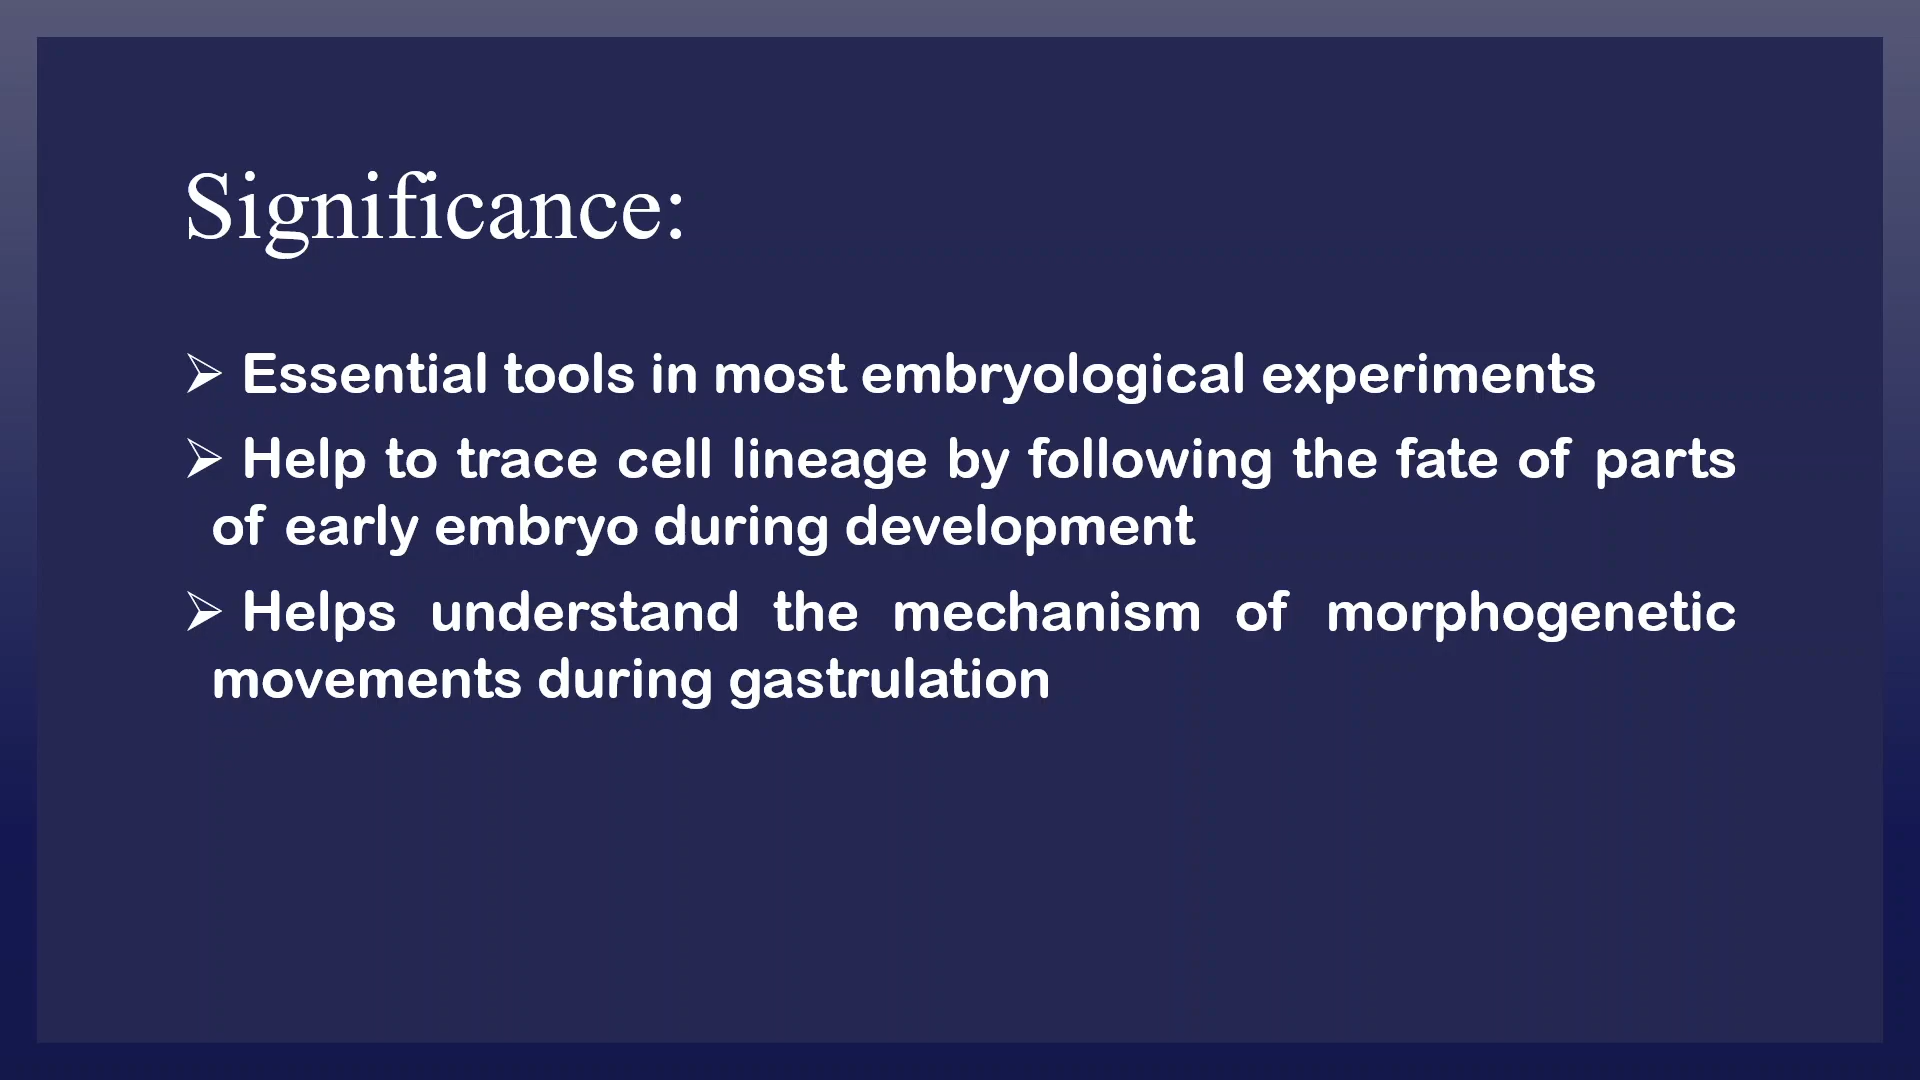 Significance:
➢ Essential tools in most embryological experiments
➢ Help to trace cell lineage by following the fate of parts
of early embryo during development
➢ Helps understand the mechanism of morphogenetic
movements during gastrulation